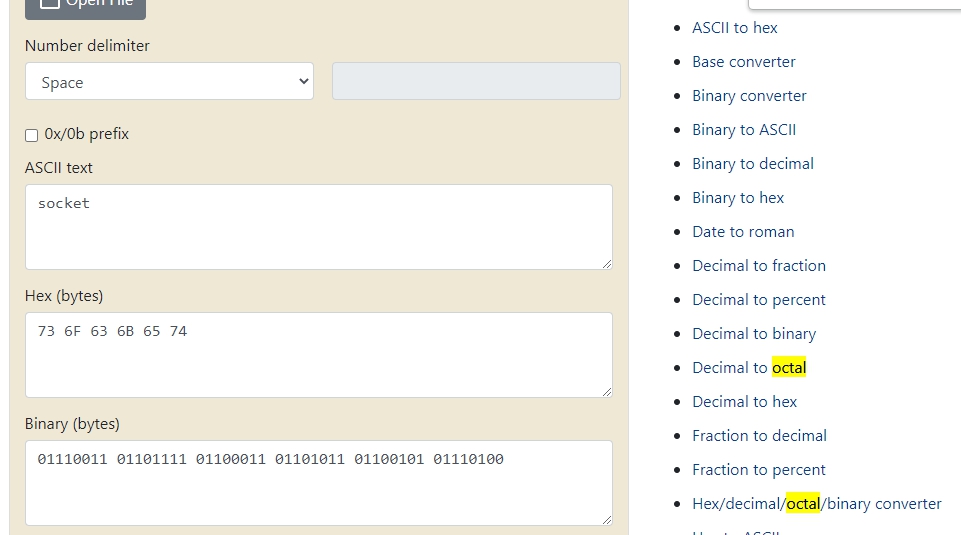 Open File
Number delimiter
Space
0x/0b prefix
ASCII text
socket
Hex (bytes)
73 6F 63 6B 65 74
Binary (bytes)
01110011 01101111 01100011 01101011 01100101 01110100
ASCII to hex
Base converter
Binary converter
Binary to ASCII
Binary to decimal
Binary to hex
Date to roman
Decimal to fraction
Decimal to percent
Decimal to binary
Decimal to octal
Decimal to hex
Fraction to decimal
Fraction to percent
Hex/decimal/octal/binary converter
Hex to ASCII